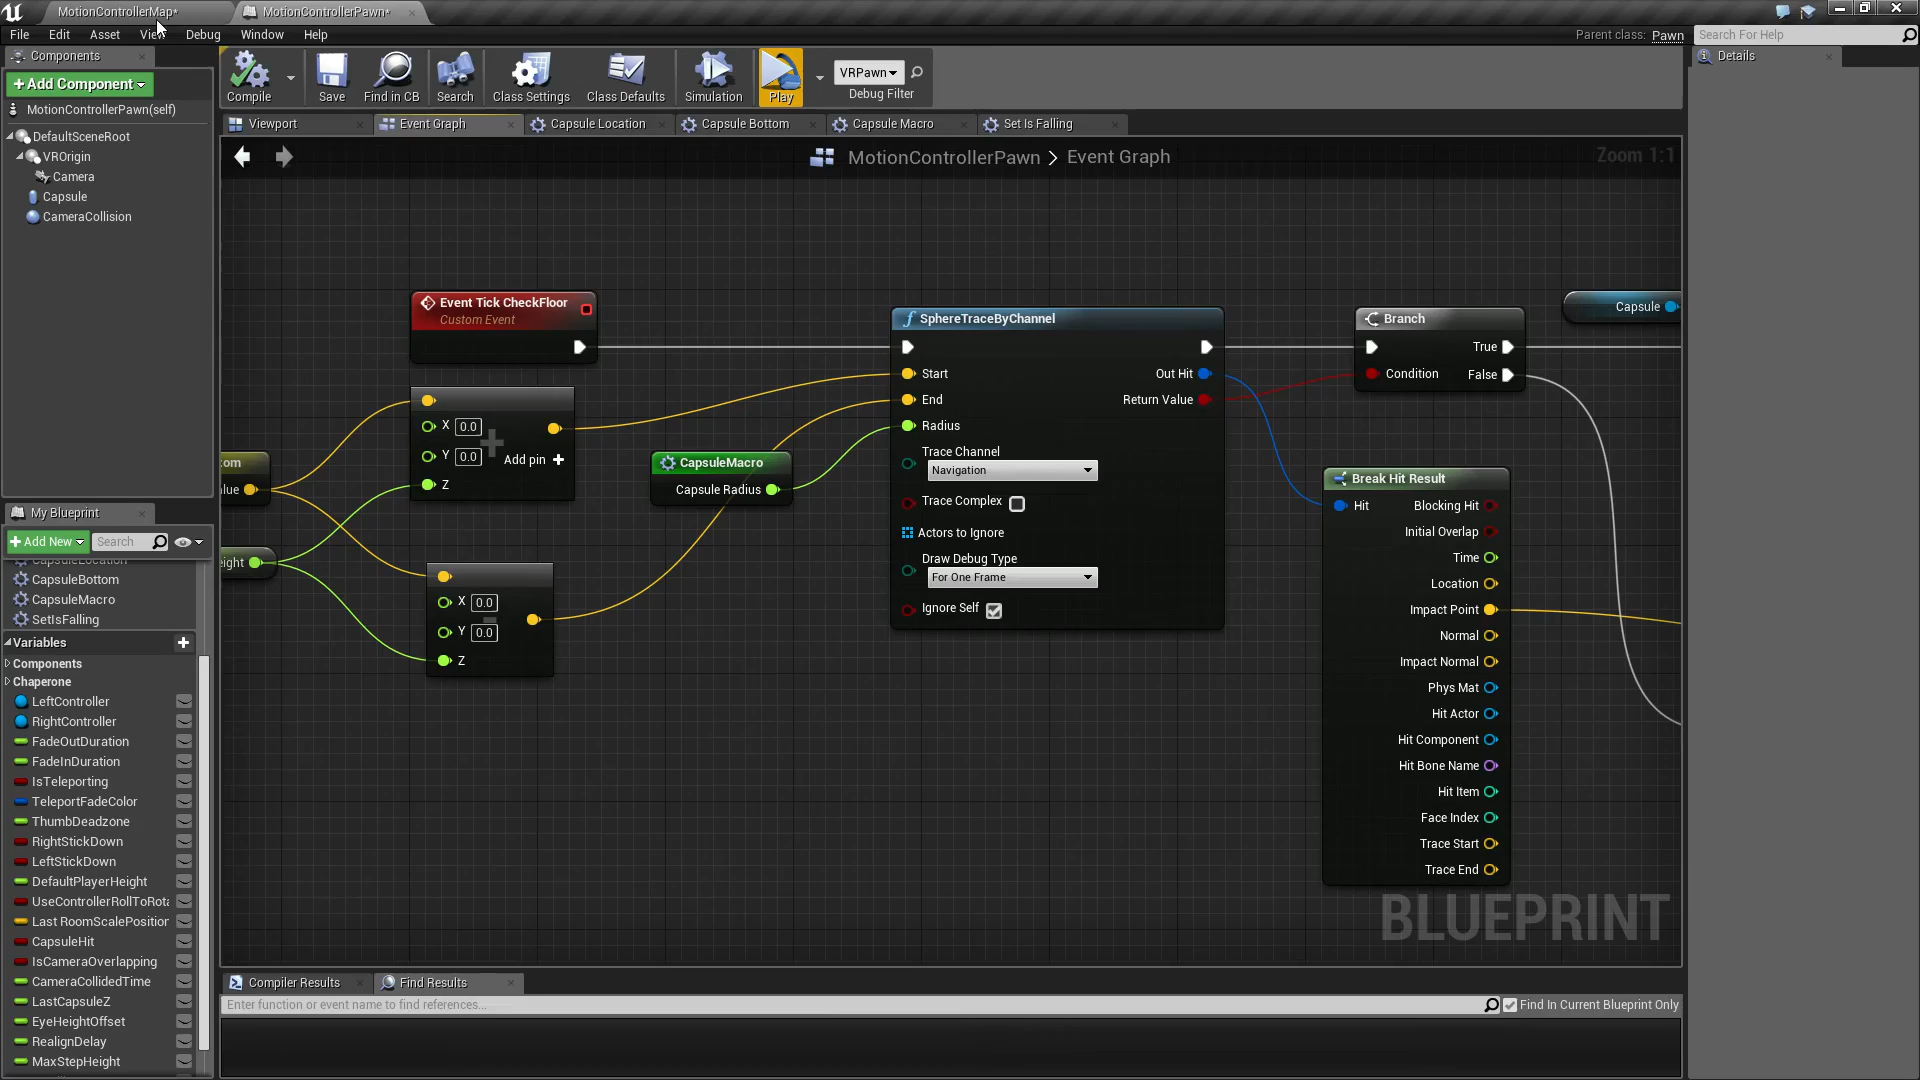 MotionControllerMap*
MotionControllerPawn*
File Edit Asset View Debug Window Help
Parent class: Pawn
Search For Help
Components
Details
+ Add Component
MotionControllerPawn(self)
DefaultSceneRoot
VROrigin
Camera
Capsule
CameraCollision
Compile
Save
Find in CB
Search
Class Settings
Class Defaults
Simulation
Play
VRPawn
Debug Filter
Viewport
Event Graph
Capsule Location
Capsule Bottom
Capsule Macro
Set Is Falling
MotionControllerPawn > Event Graph
Zoom 1:1
Event Tick CheckFloor
Custom Event
X 0.0
Y 0.0
Add pin +
Z
X 0.0
Y 0.0
Z
CapsuleMacro
Capsule Radius
SphereTraceByChannel
Start
Out Hit
End
Return Value
Radius
Trace Channel
Navigation
Trace Complex
Actors to Ignore
Draw Debug Type
For One Frame
Ignore Self
Branch
True
Condition
False
Capsule
Break Hit Result
Hit
Blocking Hit
Initial Overlap
Time
Location
Impact Point
Normal
Impact Normal
Phys Mat
Hit Actor
Hit Component
Hit Bone Name
Hit Item
Face Index
Trace Start
Trace End
BLUEPRINT
My Blueprint
+ Add New
Search
CapsuleLocation
CapsuleBottom
CapsuleMacro
SetIsFalling
Variables
Components
Chaperone
LeftController
RightController
FadeOutDuration
FadeInDuration
IsTeleporting
TeleportFadeColor
ThumbDeadzone
RightStickDown
LeftStickDown
DefaultPlayerHeight
UseControllerRollToRota
Last RoomScalePosition
CapsuleHit
IsCameraOverlapping
CameraCollidedTime
LastCapsuleZ
EyeHeightOffset
RealignDelay
MaxStepHeight
Compiler Results
Find Results
Enter function or event name to find references...
Find In Current Blueprint Only